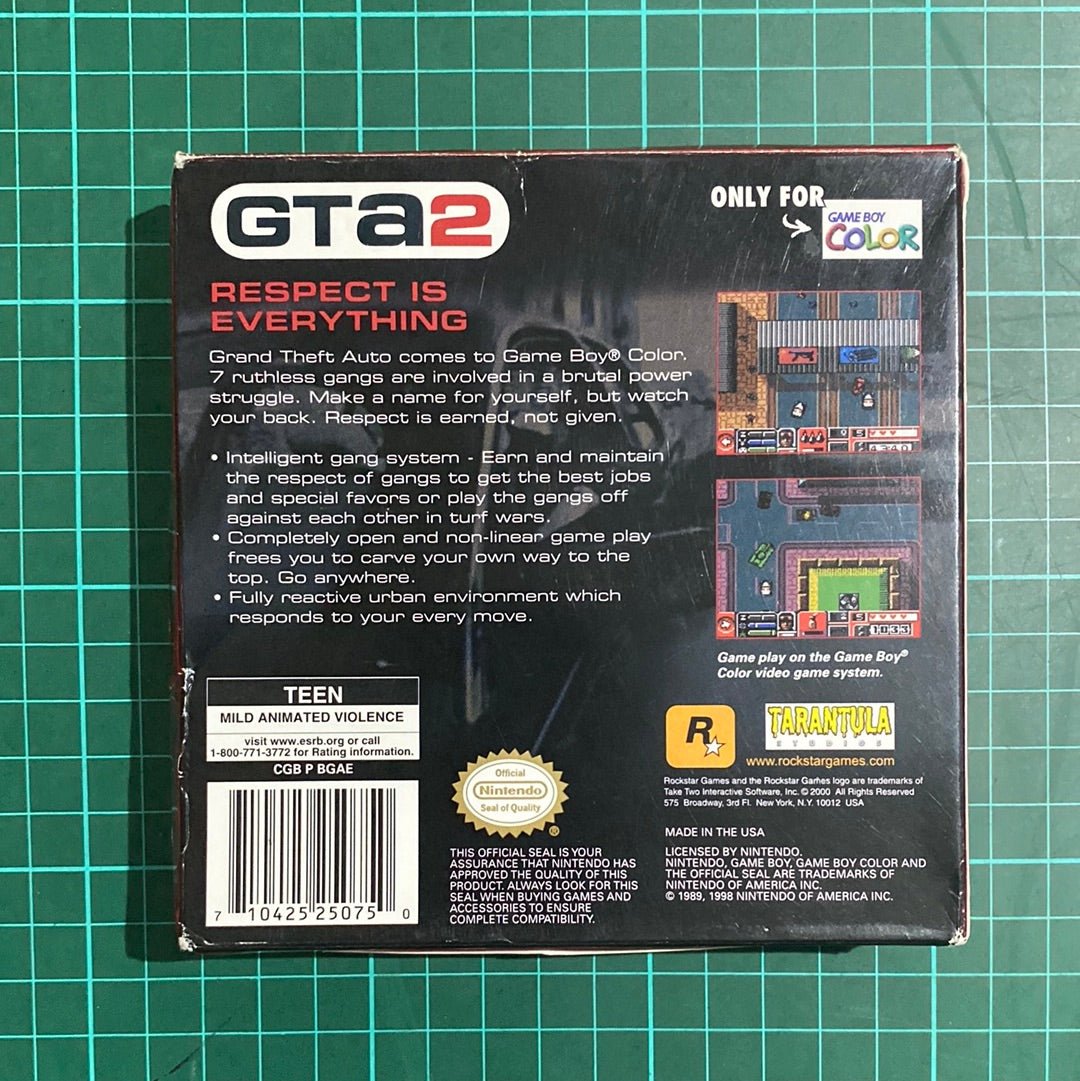 GTA2
ONLY FOR
GAME BOY
COLOR
RESPECT IS
EVERYTHING
Grand Theft Auto comes to Game Boy® Color.
7 ruthless gangs are involved in a brutal power
struggle. Make a name for yourself, but watch
your back. Respect is earned, not given.
• Intelligent gang system - Earn and maintain
the respect of gangs to get the best jobs
and special favors or play the gangs off
against each other in turf wars.
• Completely open and non-linear game play
frees you to carve your own way to the
top. Go anywhere.
• Fully reactive urban environment which
responds to your every move.
Game play on the Game Boy®
Color video game system.
TEEN
MILD ANIMATED VIOLENCE
visit www.esrb.org or call
1-800-771-3772 for Rating information.
CGB P BGAE
7 10425 25075 0
Official
Nintendo
Seal of Quality
®
THIS OFFICIAL SEAL IS YOUR
ASSURANCE THAT NINTENDO HAS
APPROVED THE QUALITY OF THIS
PRODUCT. ALWAYS LOOK FOR THIS
SEAL WHEN BUYING GAMES AND
ACCESSORIES TO ENSURE
COMPLETE COMPATIBILITY.
R
TARANTULA
STUDIOS
www.rockstargames.com
Rockstar Games and the Rockstar Games logo are trademarks of
Take Two Interactive Software, Inc. © 2000 All Rights Reserved
575 Broadway, 3rd Fl. New York, N.Y. 10012 USA
MADE IN THE USA
LICENSED BY NINTENDO.
NINTENDO, GAME BOY, GAME BOY COLOR AND
THE OFFICIAL SEAL ARE TRADEMARKS OF
NINTENDO OF AMERICA INC.
© 1989, 1998 NINTENDO OF AMERICA INC.